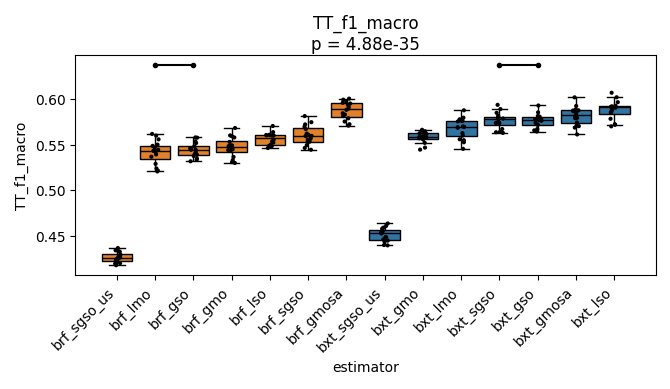 TT_f1_macro
p = 4.88e-35
TT_f1_macro
0.60
0.55
0.50
0.45
brf_sgso_us
brf_lmo
brf_gso
brf_gmo
brf_lso
brf_sgso
brf_gmosa
bxt_sgso_us
bxt_gmo
bxt_lmo
bxt_sgso
bxt_gso
bxt_gmosa
bxt_lso
estimator